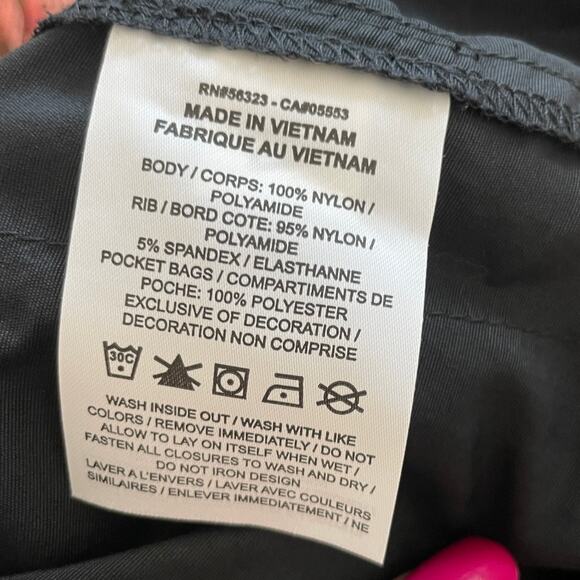 RN#56323 - CA#05553
MADE IN VIETNAM
FABRIQUE AU VIETNAM
BODY / CORPS: 100% NYLON /
POLYAMIDE
RIB / BORD COTE: 95% NYLON /
POLYAMIDE
5% SPANDEX / ELASTHANNE
POCKET BAGS / COMPARTIMENTS DE
POCHE: 100% POLYESTER
EXCLUSIVE OF DECORATION /
DECORATION NON COMPRISE
30C
WASH INSIDE OUT / WASH WITH LIKE
COLORS / REMOVE IMMEDIATELY / DO NOT
ALLOW TO LAY ON ITSELF WHEN WET /
FASTEN ALL CLOSURES TO WASH AND DRY /
DO NOT IRON DESIGN
LAVER A L'ENVERS / LAVER AVEC COULEURS
SIMILAIRES / ENLEVER IMMEDIATEMENT / NE